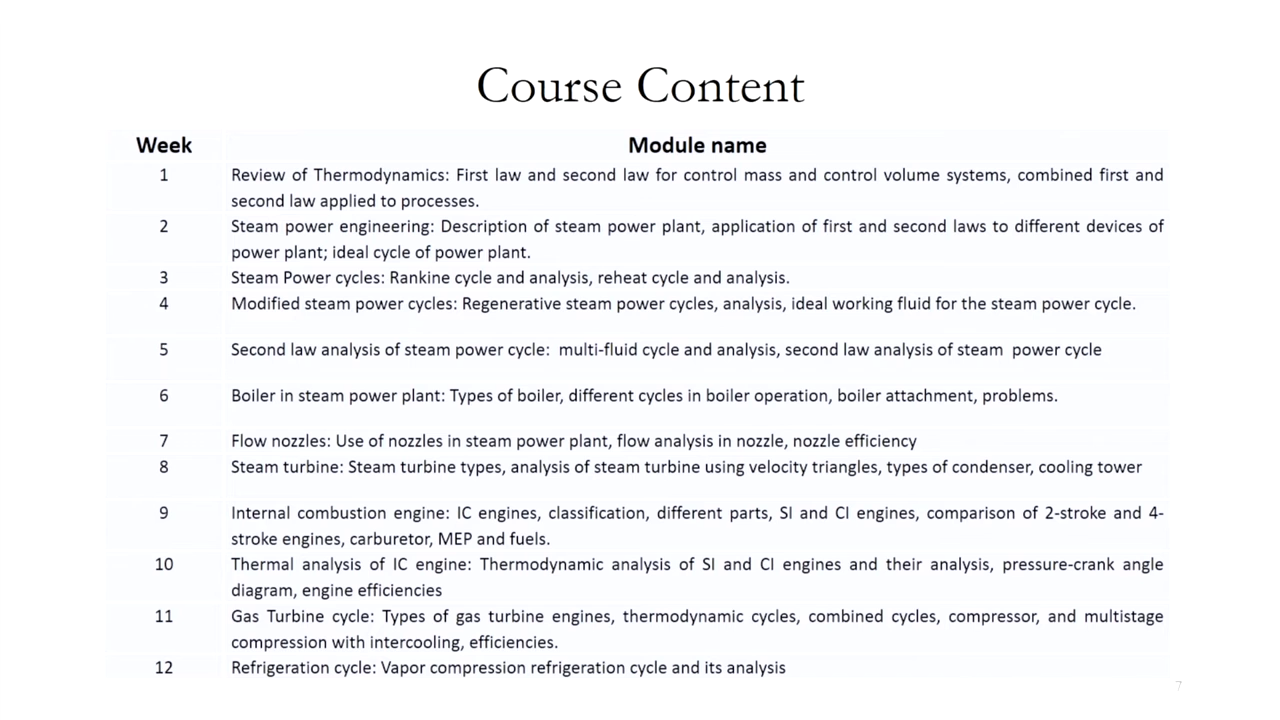 Course Content
Week Module name
1 Review of Thermodynamics: First law and second law for control mass and control volume systems, combined first and
second law applied to processes.
2 Steam power engineering: Description of steam power plant, application of first and second laws to different devices of
power plant; ideal cycle of power plant.
3 Steam Power cycles: Rankine cycle and analysis, reheat cycle and analysis.
4 Modified steam power cycles: Regenerative steam power cycles, analysis, ideal working fluid for the steam power cycle.
5 Second law analysis of steam power cycle: multi-fluid cycle and analysis, second law analysis of steam power cycle
6 Boiler in steam power plant: Types of boiler, different cycles in boiler operation, boiler attachment, problems.
7 Flow nozzles: Use of nozzles in steam power plant, flow analysis in nozzle, nozzle efficiency
8 Steam turbine: Steam turbine types, analysis of steam turbine using velocity triangles, types of condenser, cooling tower
9 Internal combustion engine: IC engines, classification, different parts, SI and CI engines, comparison of 2-stroke and 4-
stroke engines, carburetor, MEP and fuels.
10 Thermal analysis of IC engine: Thermodynamic analysis of SI and CI engines and their analysis, pressure-crank angle
diagram, engine efficiencies
11 Gas Turbine cycle: Types of gas turbine engines, thermodynamic cycles, combined cycles, compressor, and multistage
compression with intercooling, efficiencies.
12 Refrigeration cycle: Vapor compression refrigeration cycle and its analysis
7